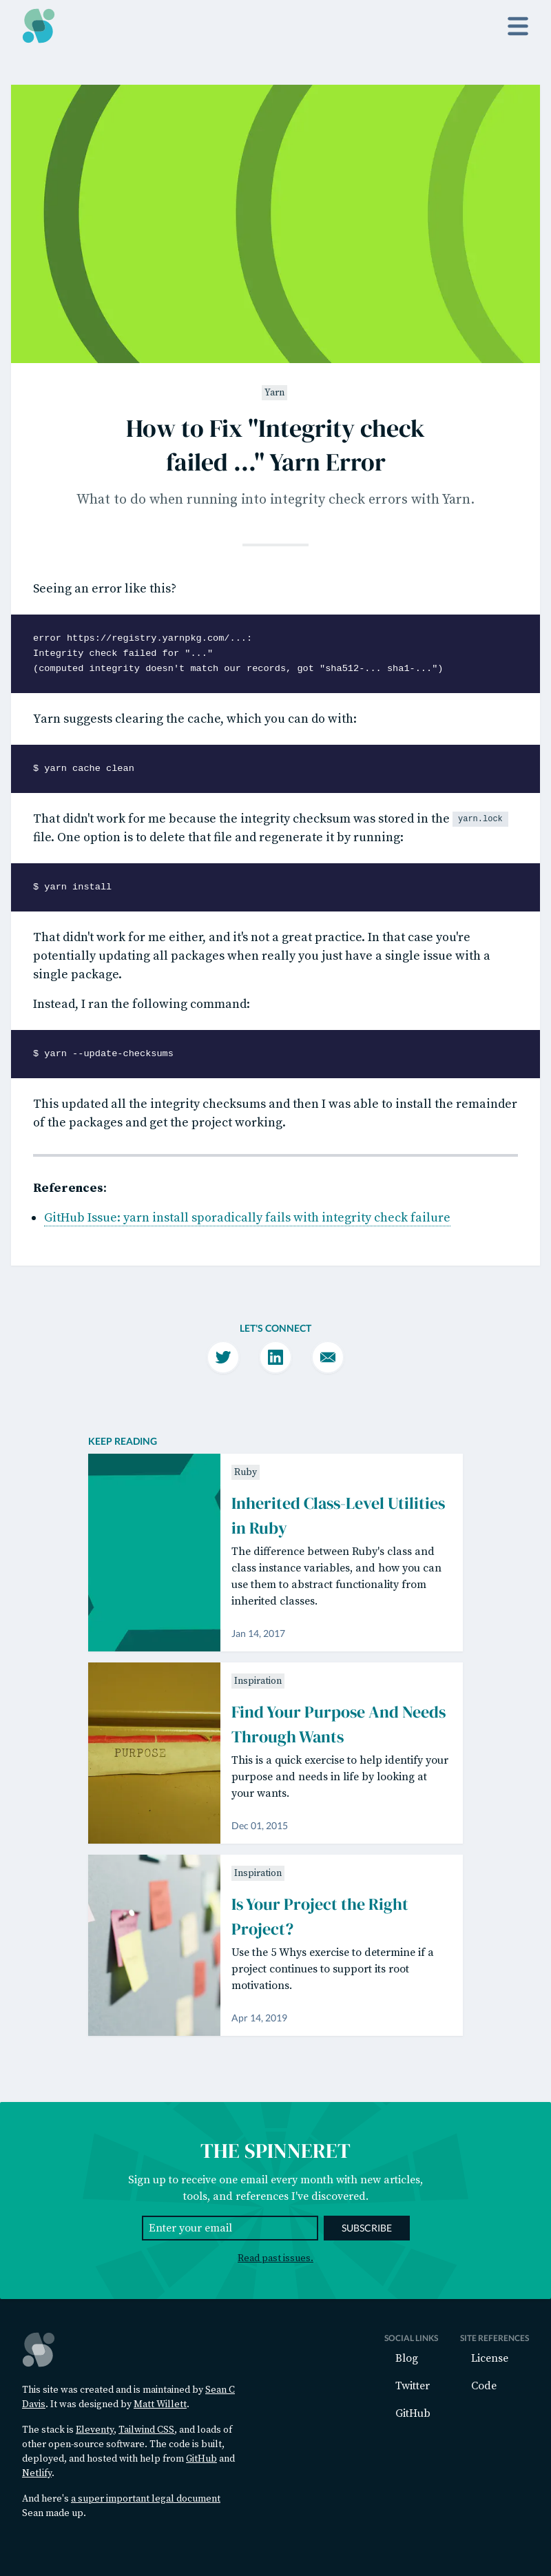 Yarn
How to Fix "Integrity check
failed ..." Yarn Error
What to do when running into integrity check errors with Yarn.
Seeing an error like this?
error https://registry.yarnpkg.com/...:
Integrity check failed for "..."
(computed integrity doesn't match our records, got "sha512-... sha1-...")
Yarn suggests clearing the cache, which you can do with:
$ yarn cache clean
That didn't work for me because the integrity checksum was stored in the yarn.lock
file. One option is to delete that file and regenerate it by running:
$ yarn install
That didn't work for me either, and it's not a great practice. In that case you're
potentially updating all packages when really you just have a single issue with a
single package.
Instead, I ran the following command:
$ yarn --update-checksums
This updated all the integrity checksums and then I was able to install the remainder
of the packages and get the project working.
References:
GitHub Issue: yarn install sporadically fails with integrity check failure
LET'S CONNECT
KEEP READING
Ruby
Inherited Class-Level Utilities
in Ruby
The difference between Ruby's class and
class instance variables, and how you can
use them to abstract functionality from
inherited classes.
Jan 14, 2017
PURPOSE
Inspiration
Find Your Purpose And Needs
Through Wants
This is a quick exercise to help identify your
purpose and needs in life by looking at
your wants.
Dec 01, 2015
Inspiration
Is Your Project the Right
Project?
Use the 5 Whys exercise to determine if a
project continues to support its root
motivations.
Apr 14, 2019
THE SPINNERET
Sign up to receive one email every month with new articles,
tools, and references I've discovered.
Enter your email
SUBSCRIBE
Read past issues.
This site was created and is maintained by Sean C
Davis. It was designed by Matt Willett.
The stack is Eleventy, Tailwind CSS, and loads of
other open-source software. The code is built,
deployed, and hosted with help from GitHub and
Netlify.
And here's a super important legal document
Sean made up.
SOCIAL LINKS
Blog
Twitter
GitHub
SITE REFERENCES
License
Code